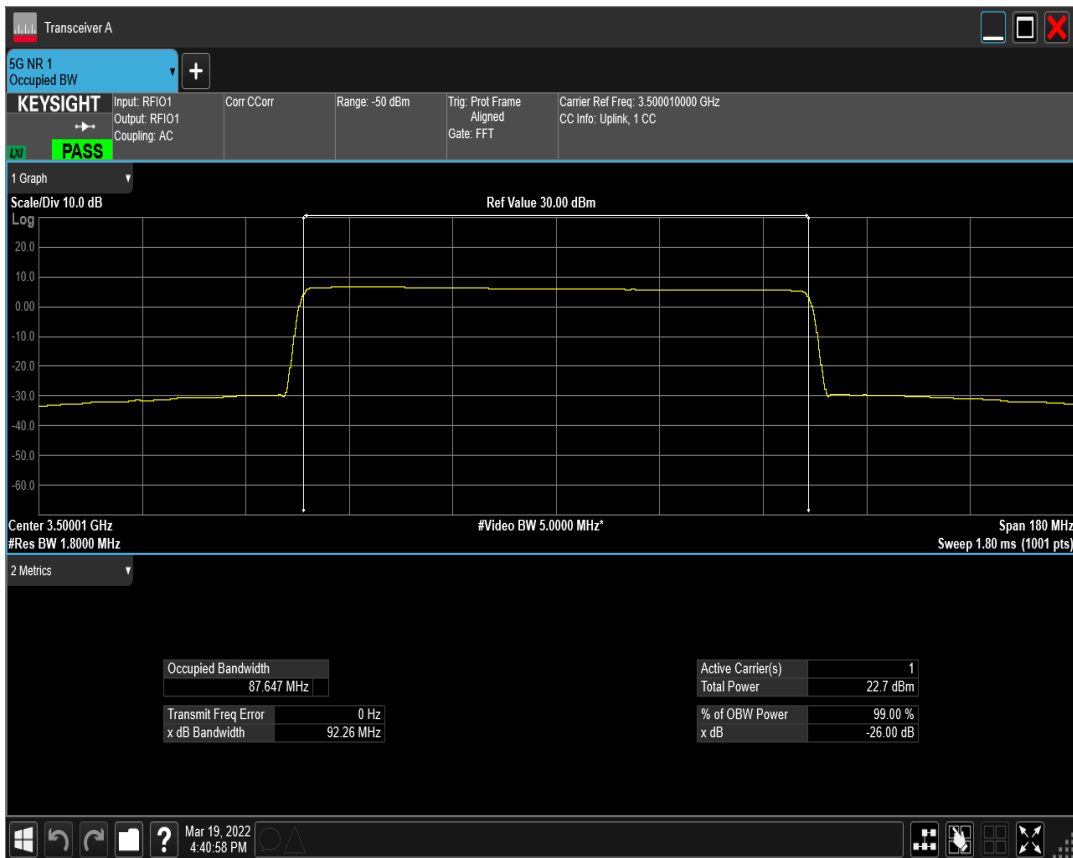 Transceiver A
5G NR 1
Occupied BW
+
KEYSIGHT
LXI
PASS
Input: RFIO1
Output: RFIO1
Coupling: AC
Corr CCorr
Range: -50 dBm
Trig: Prot Frame
Aligned
Gate: FFT
Carrier Ref Freq: 3.500010000 GHz
CC Info: Uplink, 1 CC
1 Graph
Scale/Div 10.0 dB
Ref Value 30.00 dBm
Log
20.0
10.0
0.00
-10.0
-20.0
-30.0
-40.0
-50.0
-60.0
Center 3.50001 GHz
#Video BW 5.0000 MHz*
Span 180 MHz
#Res BW 1.8000 MHz
Sweep 1.80 ms (1001 pts)
2 Metrics
Occupied Bandwidth
87.647 MHz
Transmit Freq Error 0 Hz
x dB Bandwidth 92.26 MHz
Active Carrier(s) 1
Total Power 22.7 dBm
% of OBW Power 99.00 %
x dB -26.00 dB
?
Mar 19, 2022
4:40:58 PM